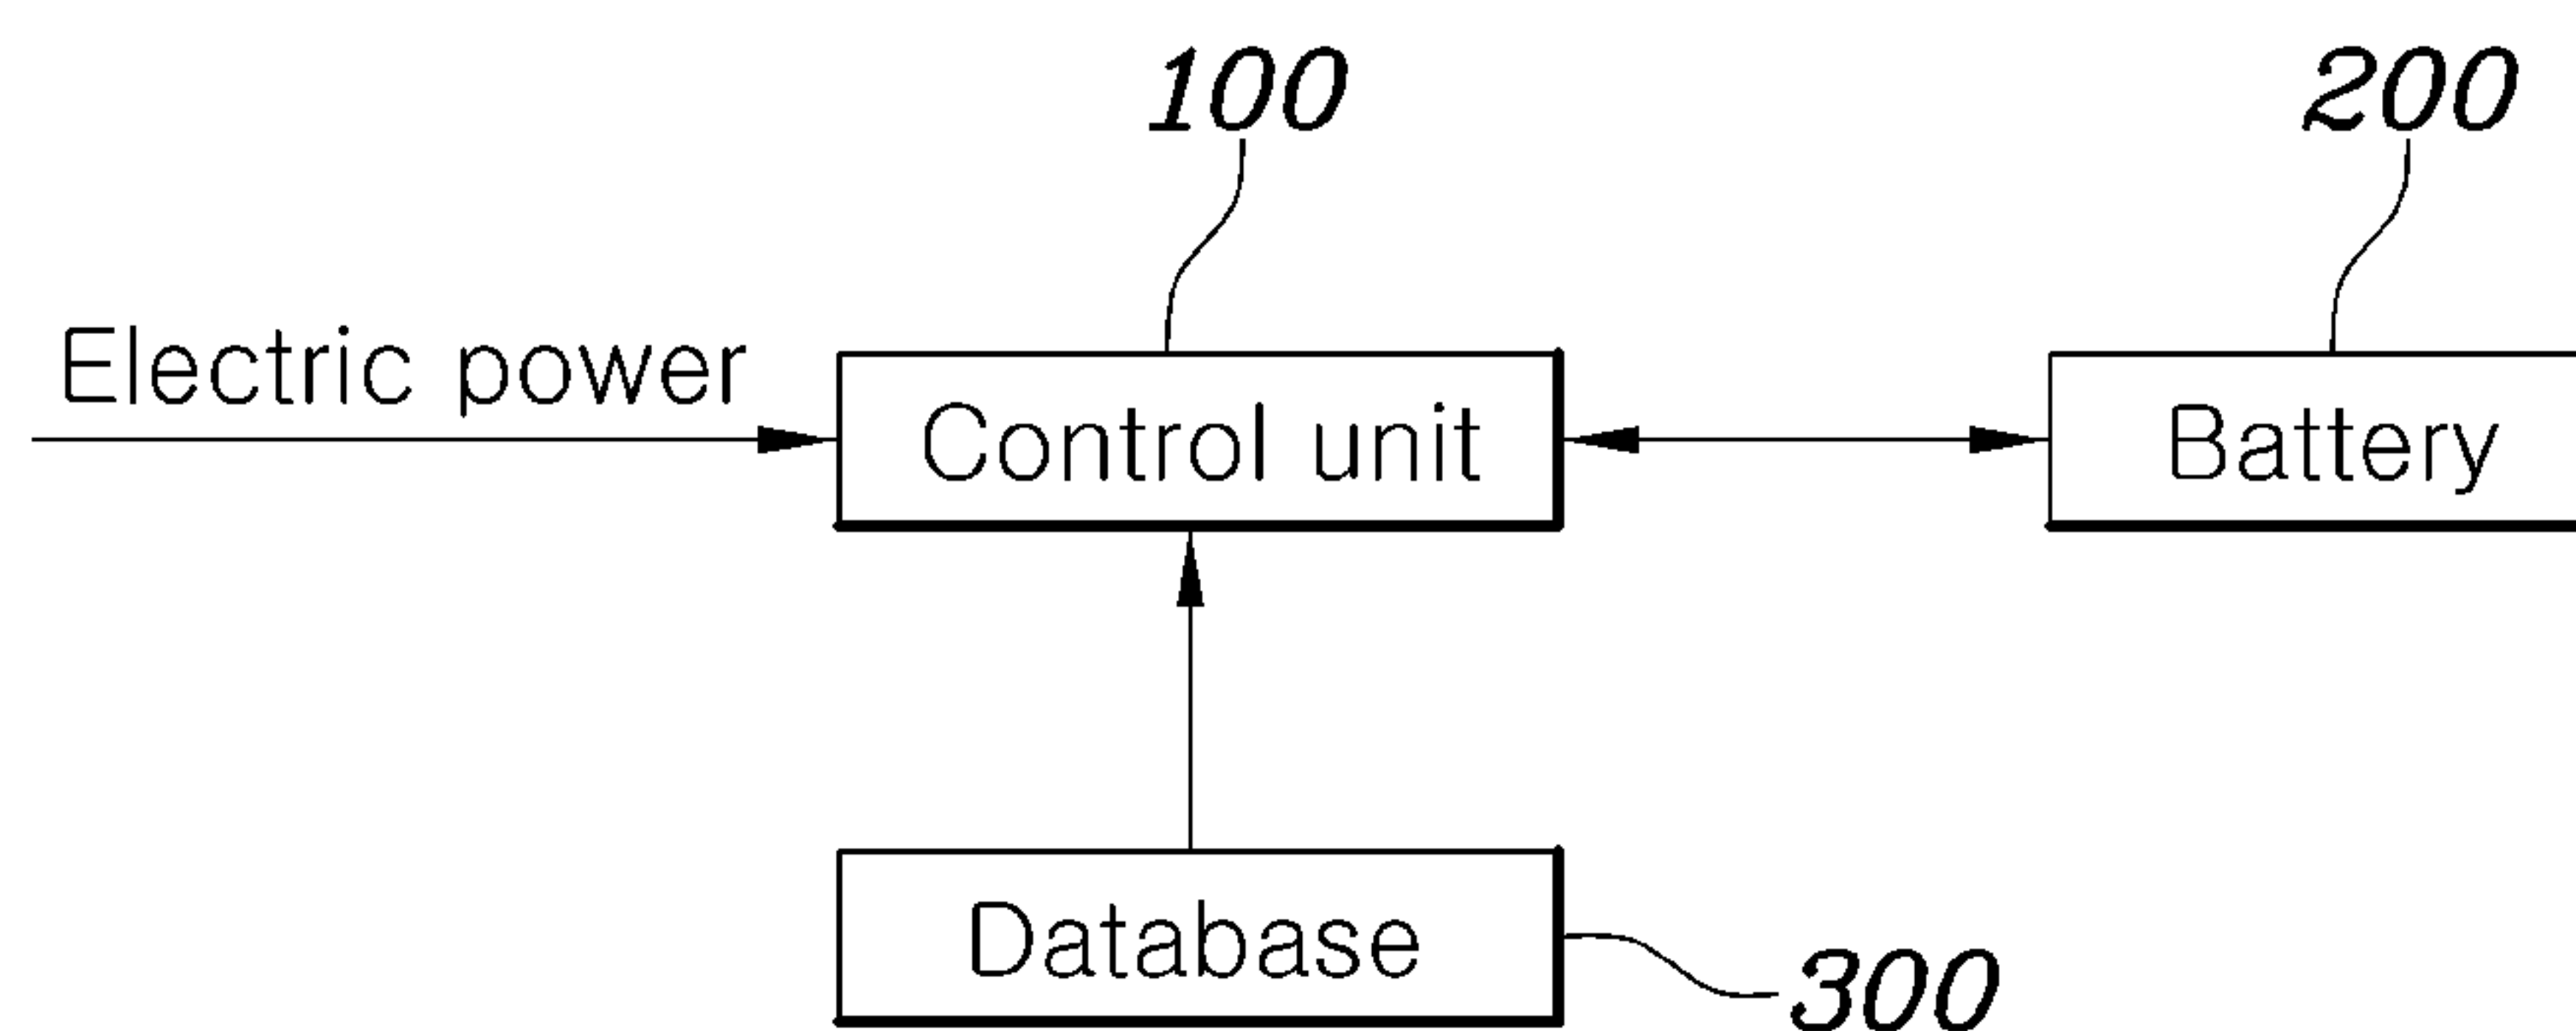 100
200
Electric power
Control unit
Battery
Database
300